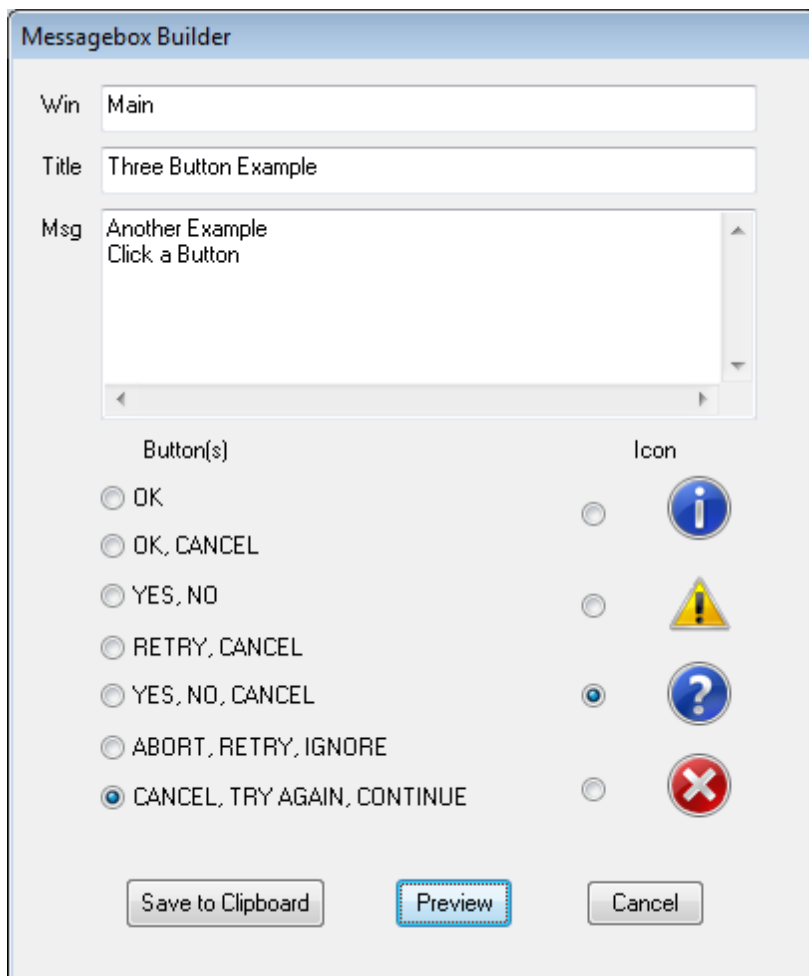 Messagebox Builder
Win Main
Title Three Button Example
Msg Another Example
Click a Button
Button(s) Icon
OK
OK, CANCEL
YES, NO
RETRY, CANCEL
YES, NO, CANCEL
ABORT, RETRY, IGNORE
CANCEL, TRY AGAIN, CONTINUE
Save to Clipboard Preview Cancel